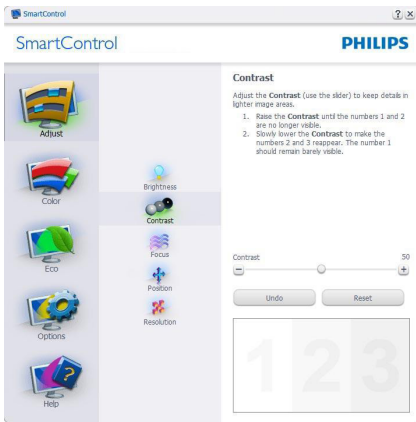 SmartControl
? ×
SmartControl
PHILIPS
Adjust
Color
Eco
Options
Help
Brightness
Contrast
Focus
Position
Resolution
Contrast
Adjust the Contrast (use the slider) to keep details in
lighter image areas.
1. Raise the Contrast until the numbers 1 and 2
are no longer visible.
2. Slowly lower the Contrast to make the
numbers 2 and 3 reappear. The number 1
should remain barely visible.
Contrast 50
Undo Reset
1 2 3